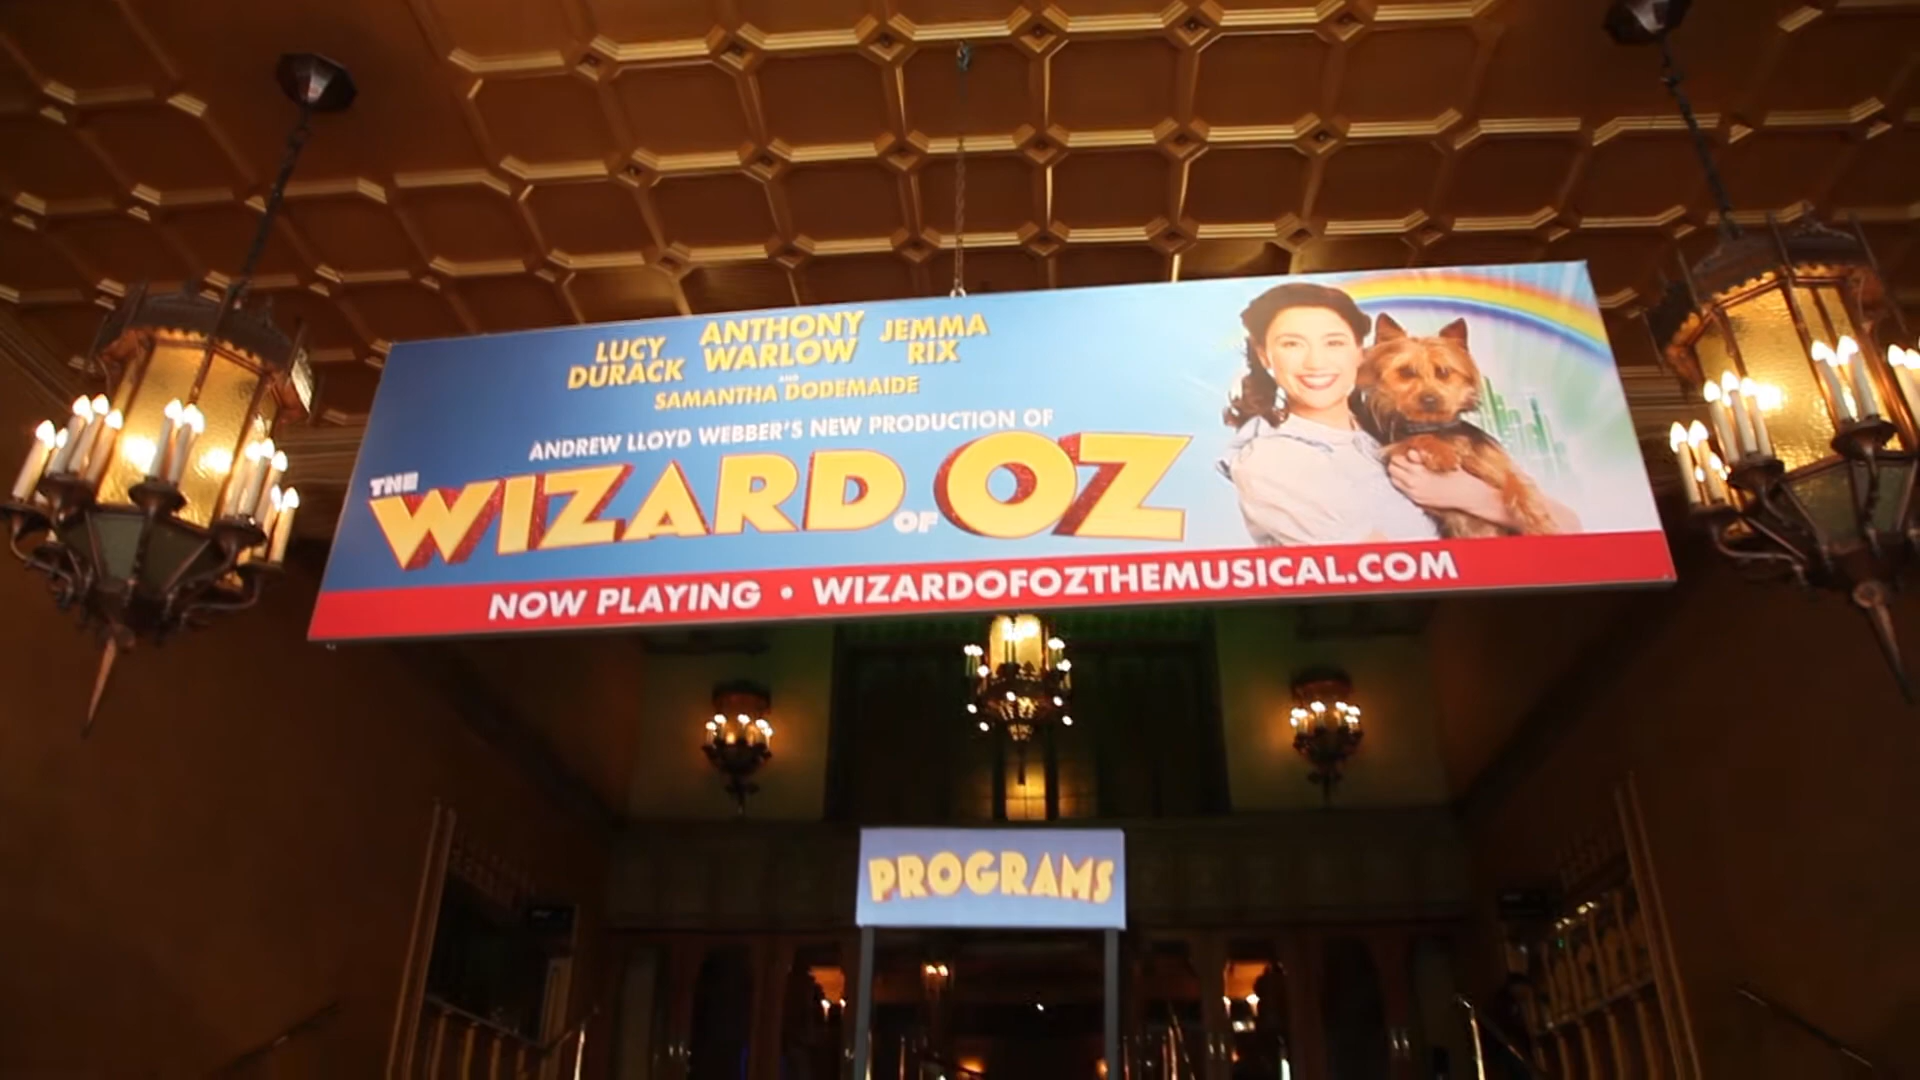 LUCY DURACK
ANTHONY WARLOW
JEMMA RIX
AND
SAMANTHA DODEMAIDE
ANDREW LLOYD WEBBER'S NEW PRODUCTION OF
THE WIZARD OF OZ
NOW PLAYING • WIZARDOFOZTHEMUSICAL.COM
PROGRAMS